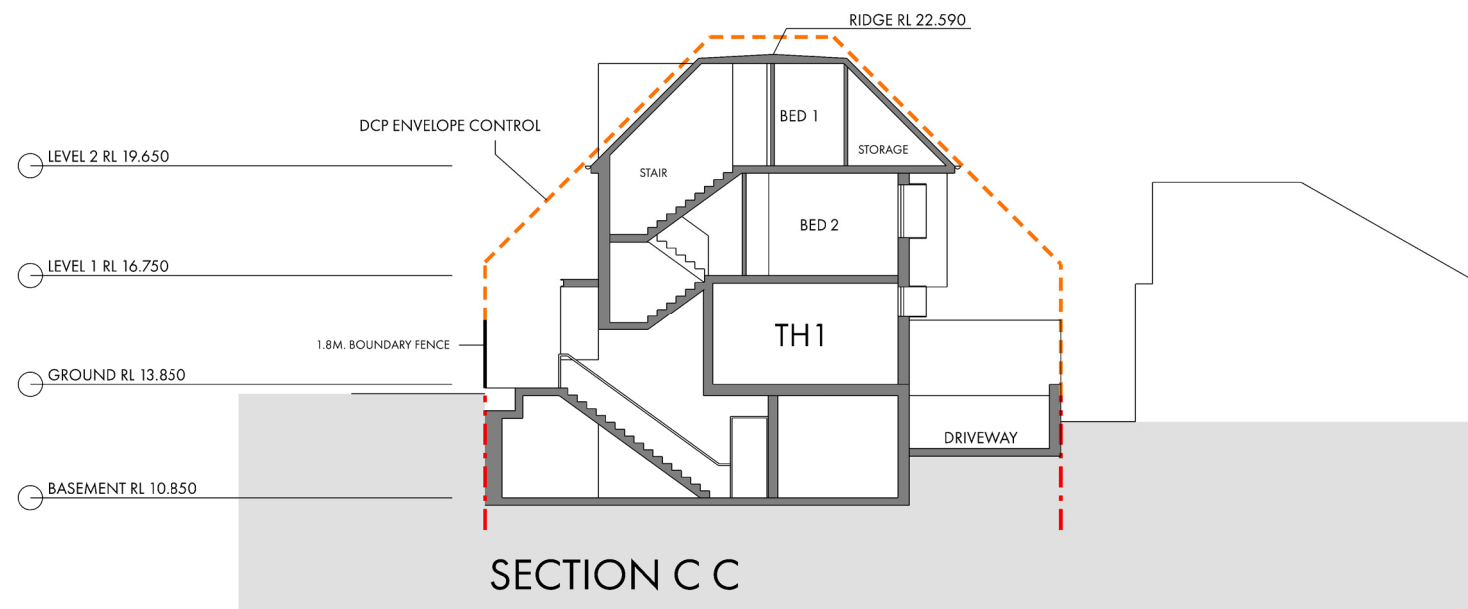 RIDGE RL 22.590
DCP ENVELOPE CONTROL
BED 1
LEVEL 2 RL 19.650
STORAGE
STAIR
BED 2
LEVEL 1 RL 16.750
TH1
1.8M. BOUNDARY FENCE
GROUND RL 13.850
DRIVEWAY
BASEMENT RL 10.850
SECTION C C